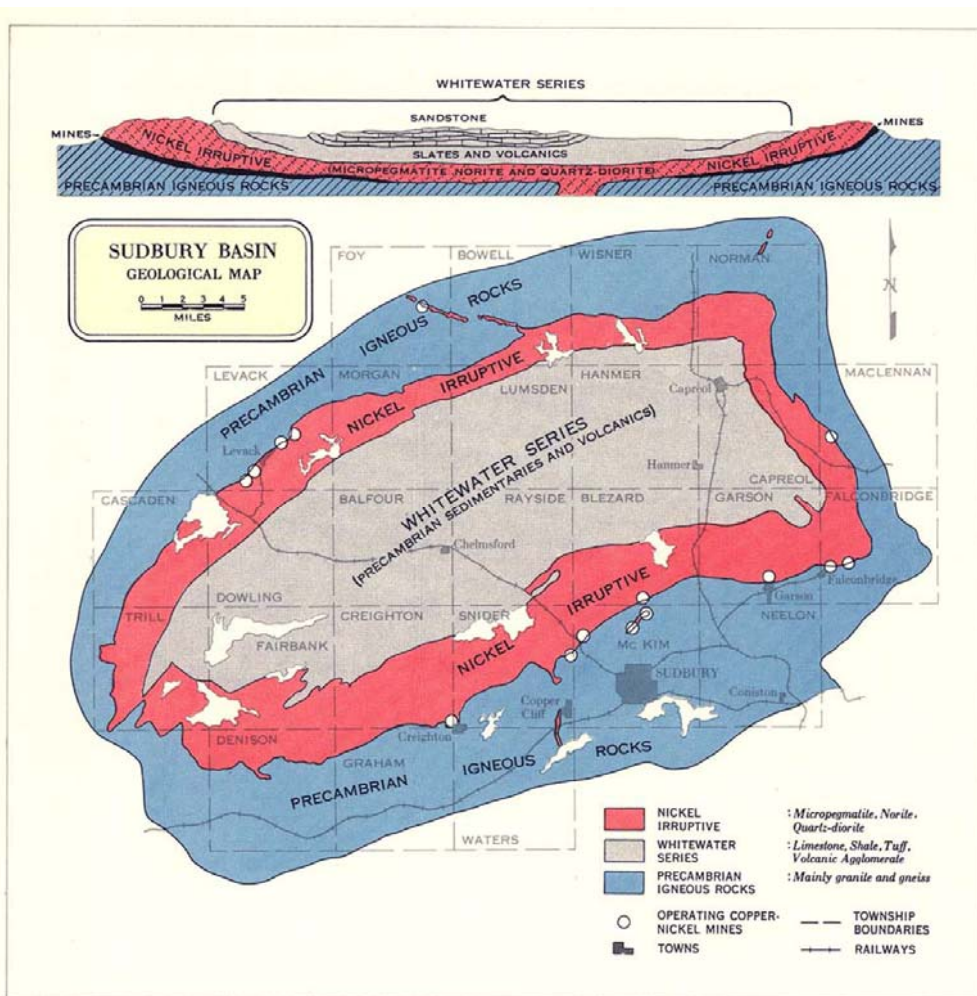 WHITEWATER SERIES
SANDSTONE
MINES
MINES
NICKEL IRRUPTIVE
SLATES AND VOLCANICS
NICKEL IRRUPTIVE
(MICROPEGMATITE NORITE AND QUARTZ-DIORITE)
PRECAMBRIAN IGNEOUS ROCKS
PRECAMBRIAN IGNEOUS ROCKS
SUDBURY BASIN
GEOLOGICAL MAP
0 1 2 3 4 5
MILES
N
FOY
BOWELL
WISNER
NORMAN
PRECAMBRIAN IGNEOUS ROCKS
LEVACK
MORGAN
LUMSDEN
HANMER
MACLENNAN
NICKEL IRRUPTIVE
Capreol
Levack
WHITEWATER SERIES
(PRECAMBRIAN SEDIMENTARIES AND VOLCANICS)
Hanmer
CAPREOL
CASCADEN
BALFOUR
RAYSIDE
BLEZARD
GARSON
FALCONBRIDGE
Chelmsford
Falconbridge
Garson
TRILL
DOWLING
CREIGHTON
SNIDER
NICKEL IRRUPTIVE
NEELON
FAIRBANK
Mc KIM
SUDBURY
Coniston
Copper
Cliff
DENISON
Creighton
GRAHAM
PRECAMBRIAN IGNEOUS ROCKS
WATERS
NICKEL
IRRUPTIVE
: Micropegmatite, Norite,
Quartz-diorite
WHITEWATER
SERIES
: Limestone, Shale, Tuff,
Volcanic Agglomerate
PRECAMBRIAN
IGNEOUS ROCKS
: Mainly granite and gneiss
OPERATING COPPER-
NICKEL MINES
TOWNSHIP
BOUNDARIES
TOWNS
RAILWAYS